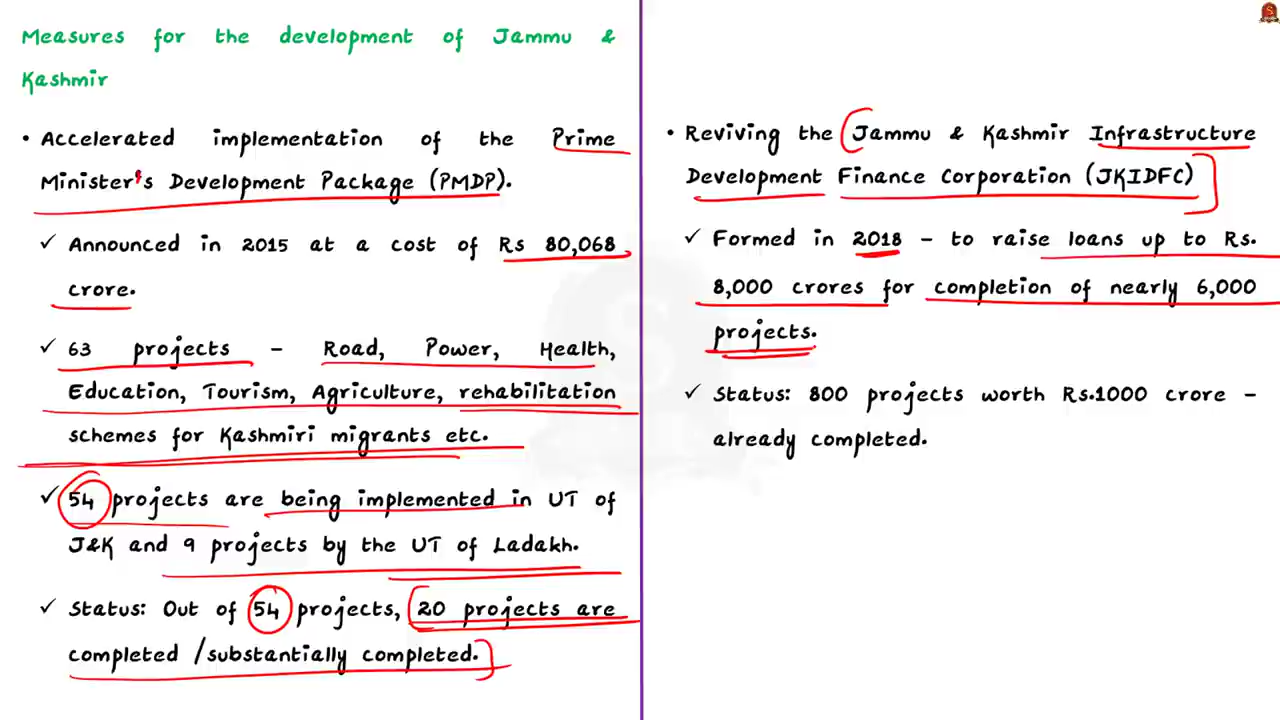 Measures for the development of Jammu &
Kashmir
• Accelerated implementation of the Prime
Minister's Development Package (PMDP).
✓ Announced in 2015 at a cost of Rs 80,068
crore.
✓ 63 projects – Road, Power, Health,
Education, Tourism, Agriculture, rehabilitation
schemes for Kashmiri migrants etc.
✓ 54 projects are being implemented in UT of
J&K and 9 projects by the UT of Ladakh.
✓ Status: Out of 54 projects, 20 projects are
completed /substantially completed.
• Reviving the Jammu & Kashmir Infrastructure
Development Finance Corporation (JKIDFC)
✓ Formed in 2018 – to raise loans up to Rs.
8,000 crores for completion of nearly 6,000
projects.
✓ Status: 800 projects worth Rs.1000 crore –
already completed.